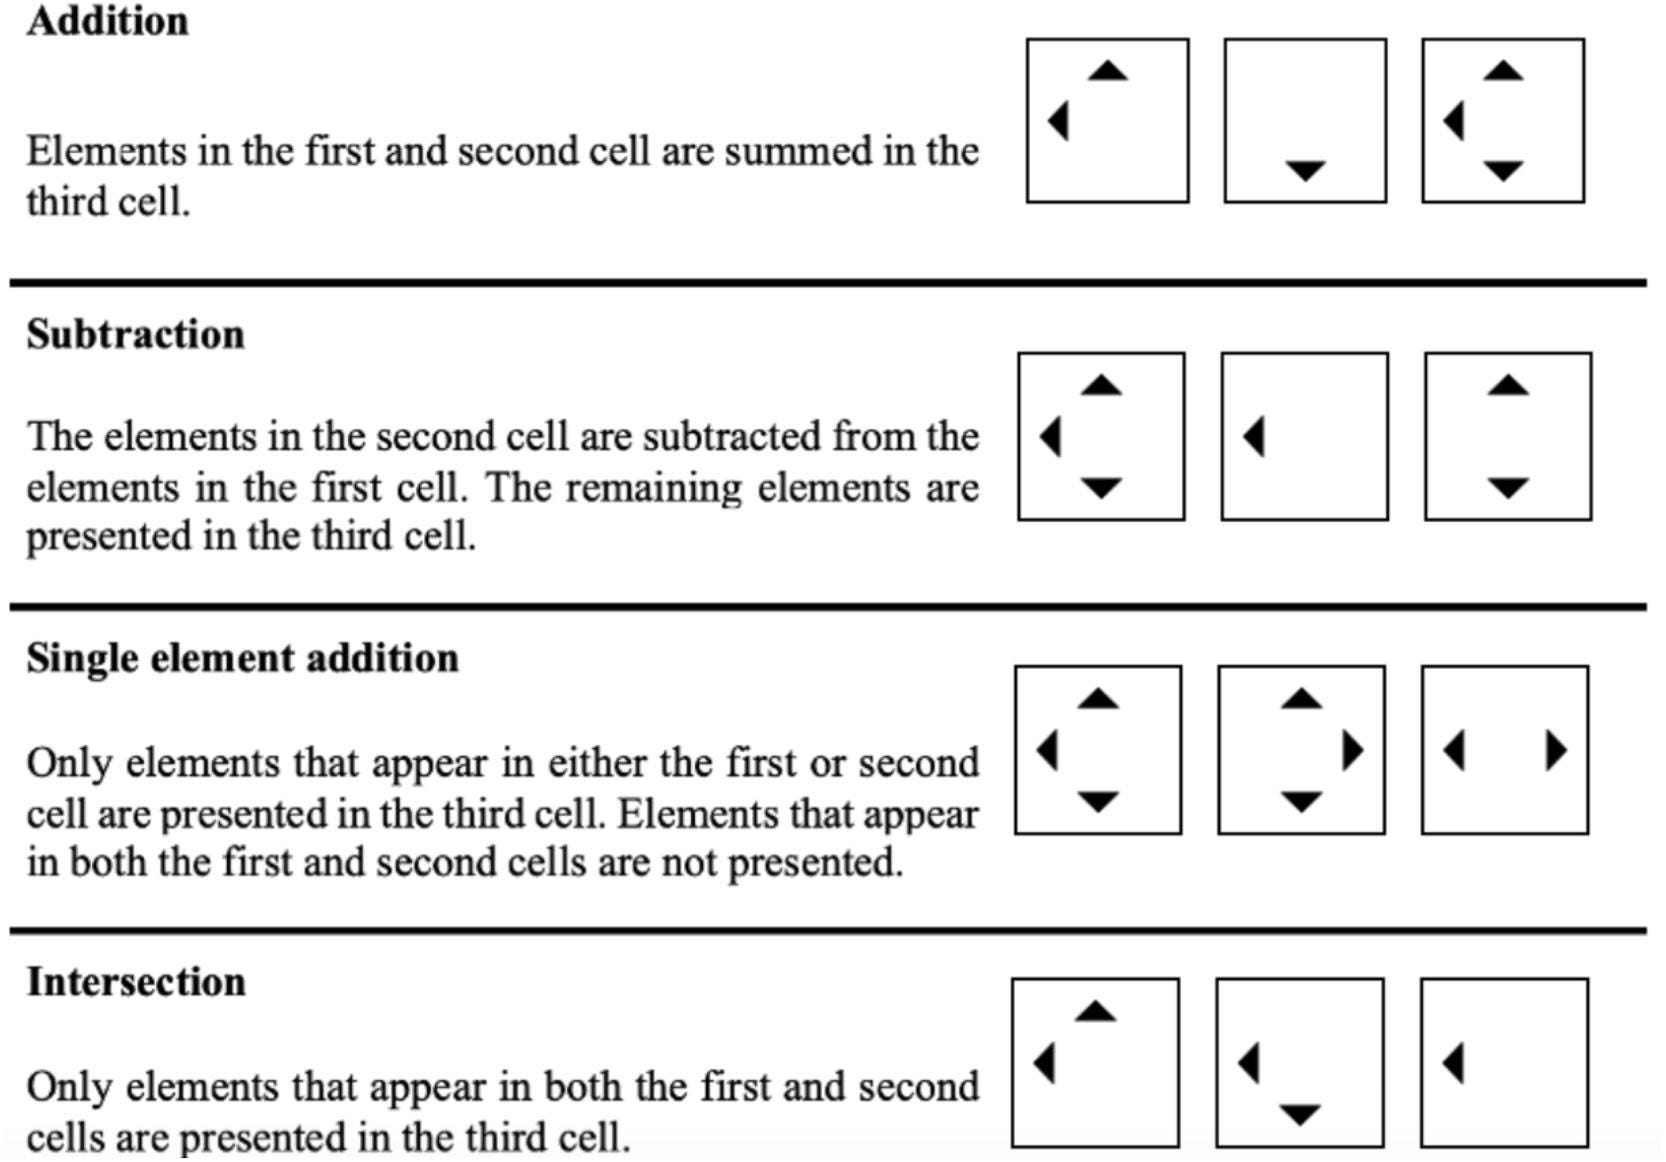 Addition
Elements in the first and second cell are summed in the
third cell.
Subtraction
The elements in the second cell are subtracted from the
elements in the first cell. The remaining elements are
presented in the third cell.
Single element addition
Only elements that appear in either the first or second
cell are presented in the third cell. Elements that appear
in both the first and second cells are not presented.
Intersection
Only elements that appear in both the first and second
cells are presented in the third cell.